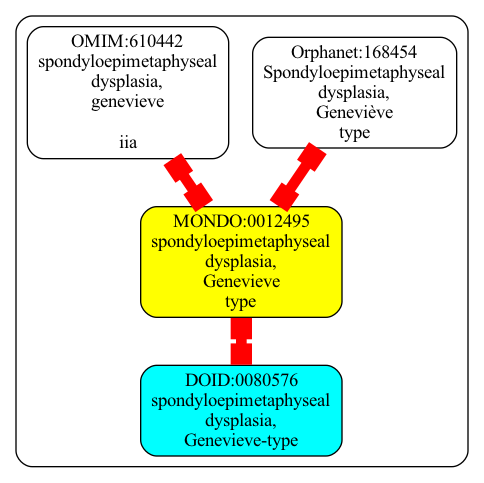 OMIM:610442
spondyloepimetaphyseal
dysplasia,
genevieve
iia
Orphanet:168454
Spondyloepimetaphyseal
dysplasia,
Geneviève
type
MONDO:0012495
spondyloepimetaphyseal
dysplasia,
Genevieve
type
DOID:0080576
spondyloepimetaphyseal
dysplasia,
Genevieve-type